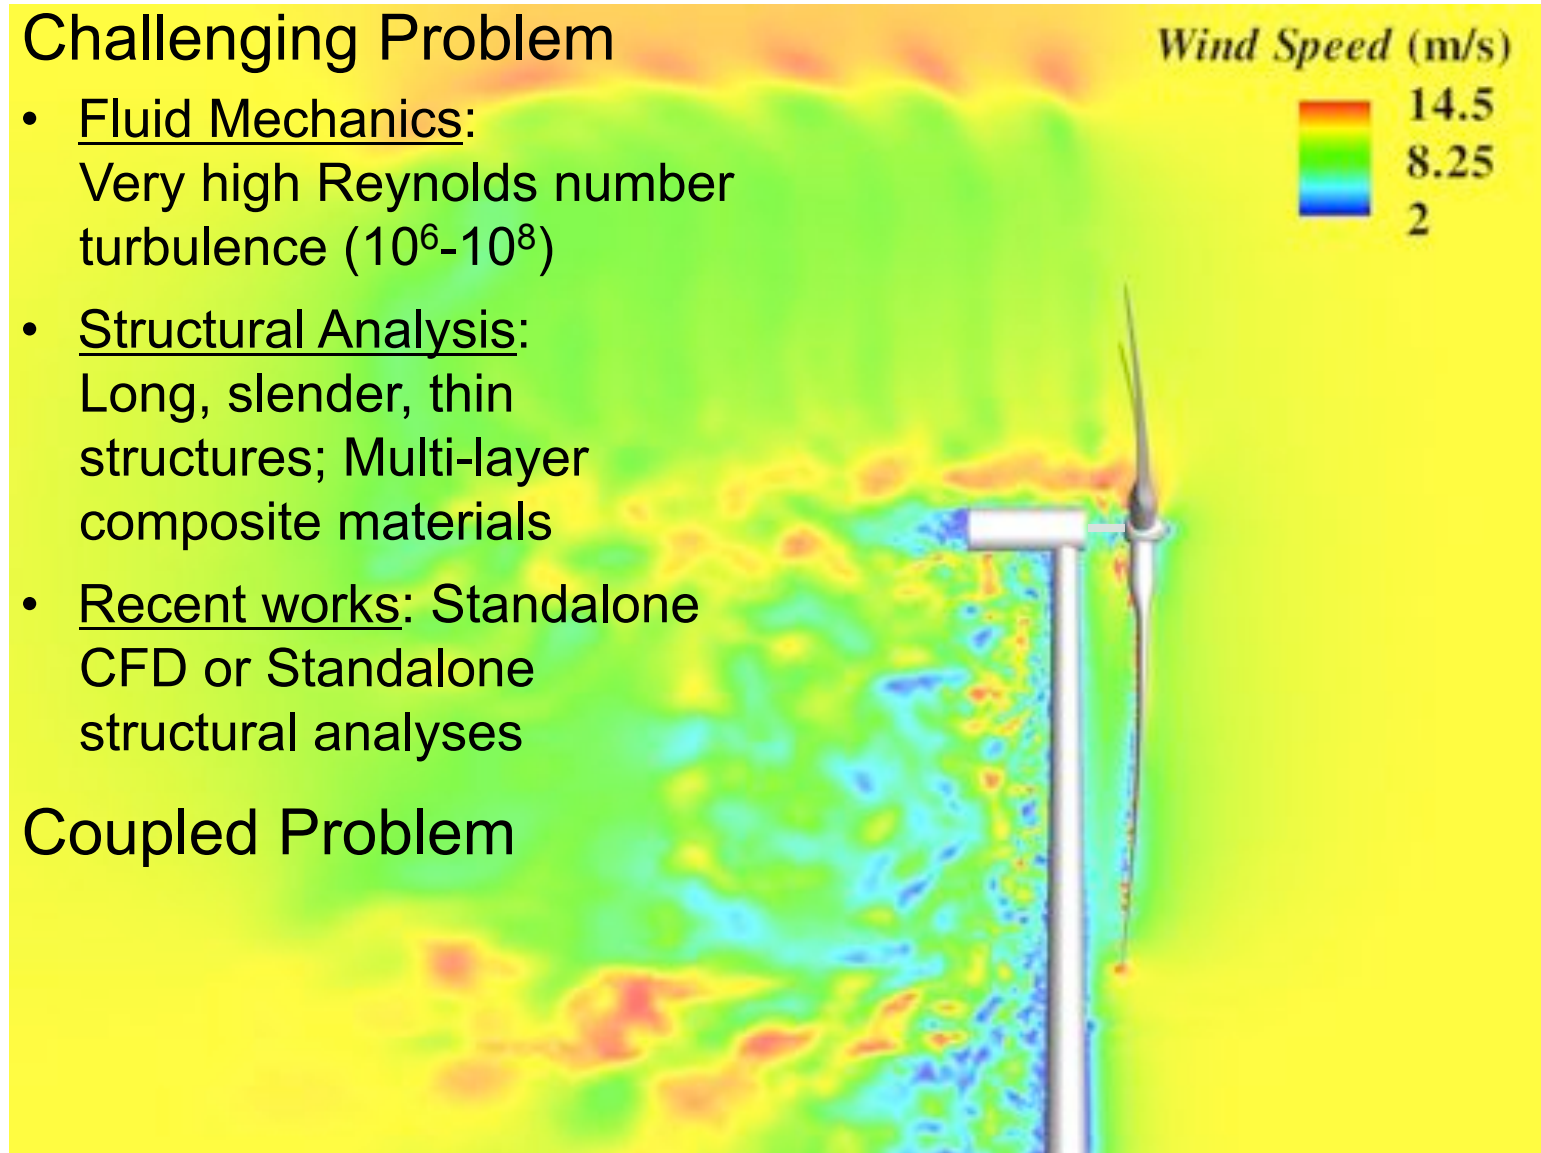 Challenging Problem
• Fluid Mechanics:
Very high Reynolds number
turbulence (10⁶-10⁸)
• Structural Analysis:
Long, slender, thin
structures; Multi-layer
composite materials
• Recent works: Standalone
CFD or Standalone
structural analyses
Coupled Problem
Wind Speed (m/s)
14.5
8.25
2